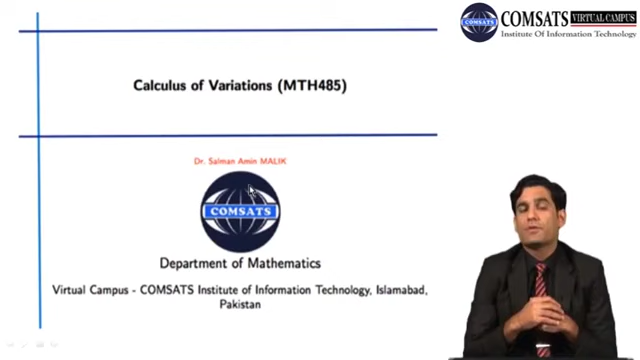 COMSATS VIRTUAL CAMPUS
Institute Of Information Technology
Calculus of Variations (MTH485)
Dr. Salman Amin MALIK
COMSATS
Department of Mathematics
Virtual Campus - COMSATS Institute of Information Technology, Islamabad,
Pakistan